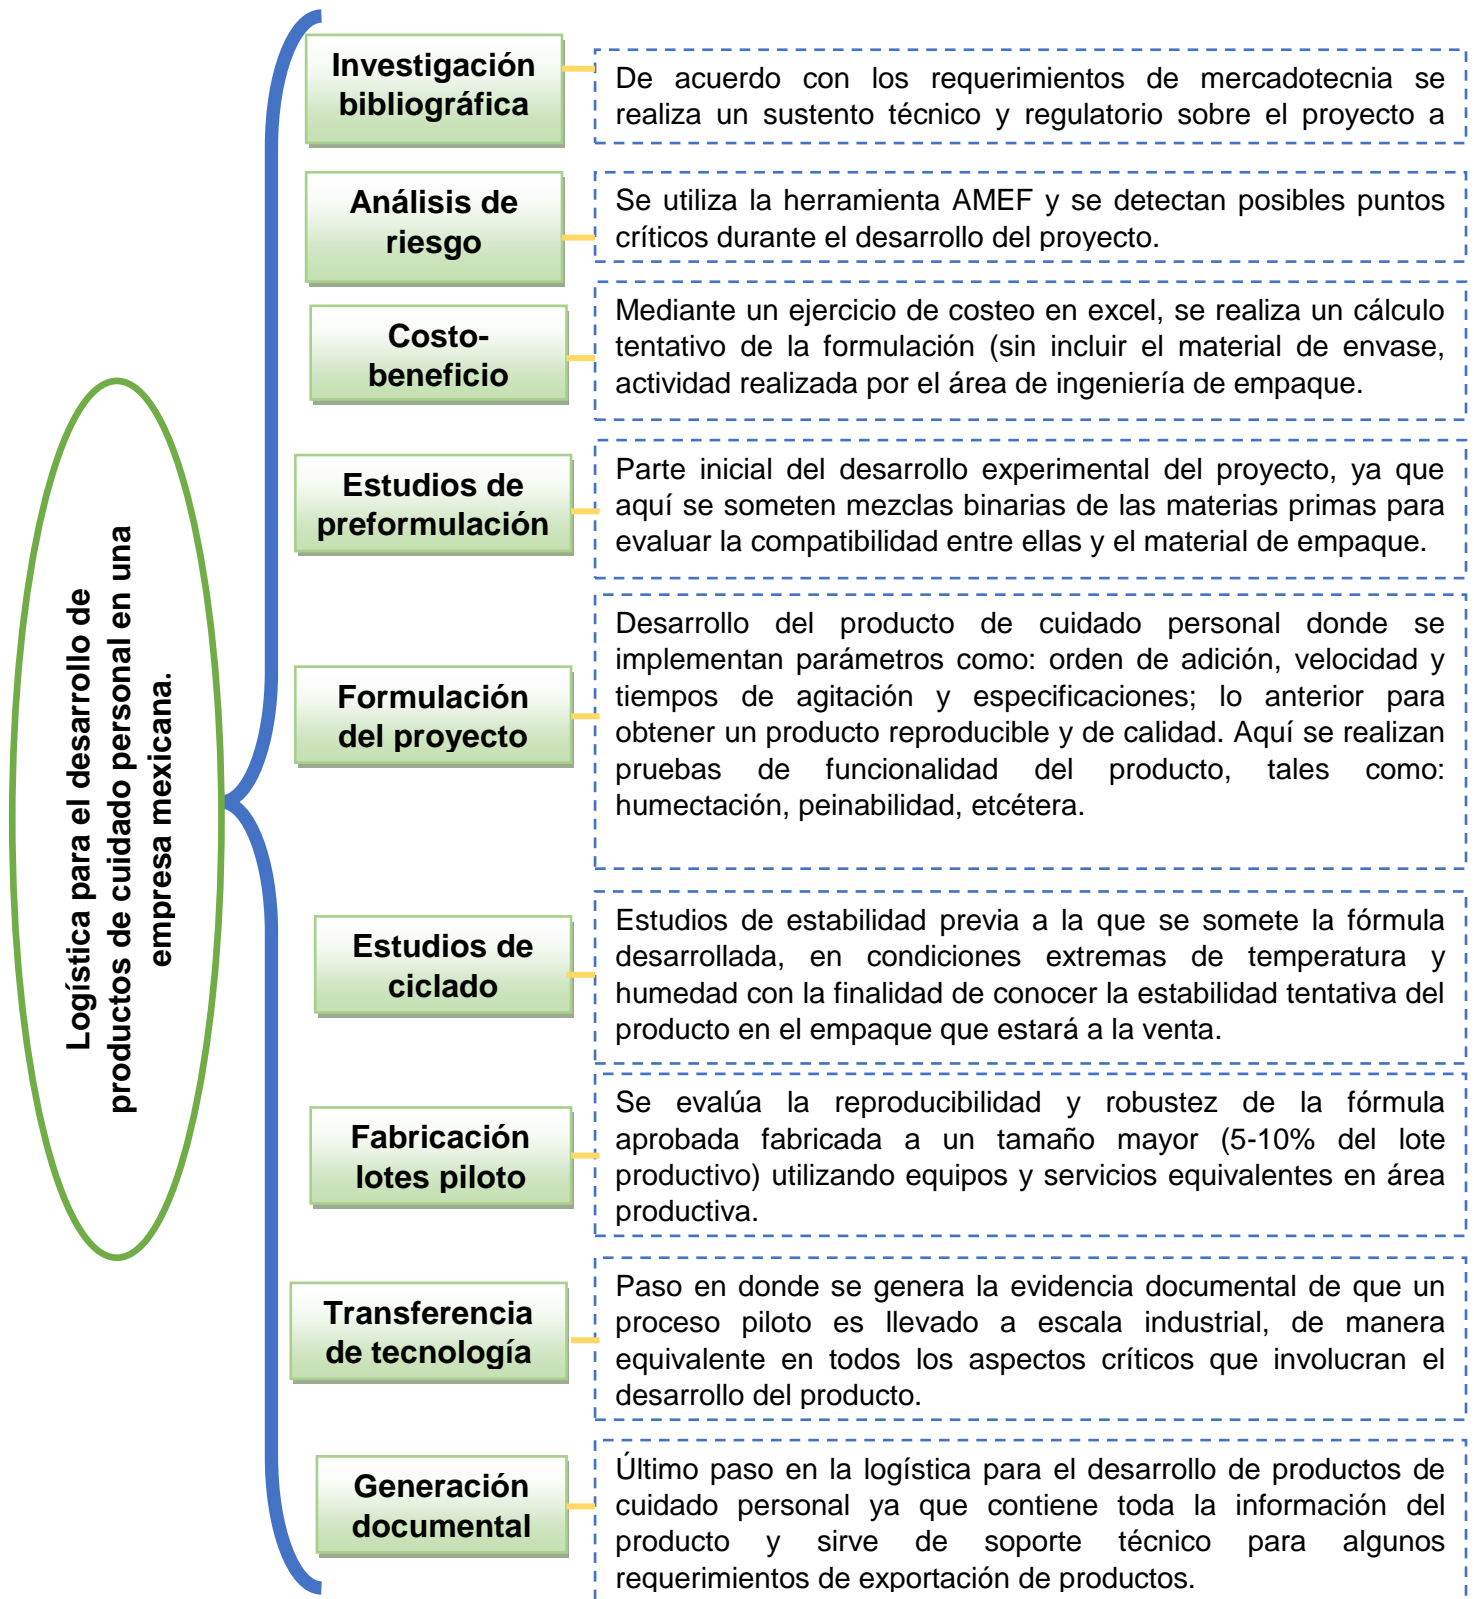 Logística para el desarrollo de
productos de cuidado personal en una
empresa mexicana.
Investigación
bibliográfica
De acuerdo con los requerimientos de mercadotecnia se
realiza un sustento técnico y regulatorio sobre el proyecto a
Análisis de
riesgo
Se utiliza la herramienta AMEF y se detectan posibles puntos
críticos durante el desarrollo del proyecto.
Costo-
beneficio
Mediante un ejercicio de costeo en excel, se realiza un cálculo
tentativo de la formulación (sin incluir el material de envase,
actividad realizada por el área de ingeniería de empaque.
Estudios de
preformulación
Parte inicial del desarrollo experimental del proyecto, ya que
aquí se someten mezclas binarias de las materias primas para
evaluar la compatibilidad entre ellas y el material de empaque.
Formulación
del proyecto
Desarrollo del producto de cuidado personal donde se
implementan parámetros como: orden de adición, velocidad y
tiempos de agitación y especificaciones; lo anterior para
obtener un producto reproducible y de calidad. Aquí se realizan
pruebas de funcionalidad del producto, tales como:
humectación, peinabilidad, etcétera.
Estudios de
ciclado
Estudios de estabilidad previa a la que se somete la fórmula
desarrollada, en condiciones extremas de temperatura y
humedad con la finalidad de conocer la estabilidad tentativa del
producto en el empaque que estará a la venta.
Fabricación
lotes piloto
Se evalúa la reproducibilidad y robustez de la fórmula
aprobada fabricada a un tamaño mayor (5-10% del lote
productivo) utilizando equipos y servicios equivalentes en área
productiva.
Transferencia
de tecnología
Paso en donde se genera la evidencia documental de que un
proceso piloto es llevado a escala industrial, de manera
equivalente en todos los aspectos críticos que involucran el
desarrollo del producto.
Generación
documental
Último paso en la logística para el desarrollo de productos de
cuidado personal ya que contiene toda la información del
producto y sirve de soporte técnico para algunos
requerimientos de exportación de productos.